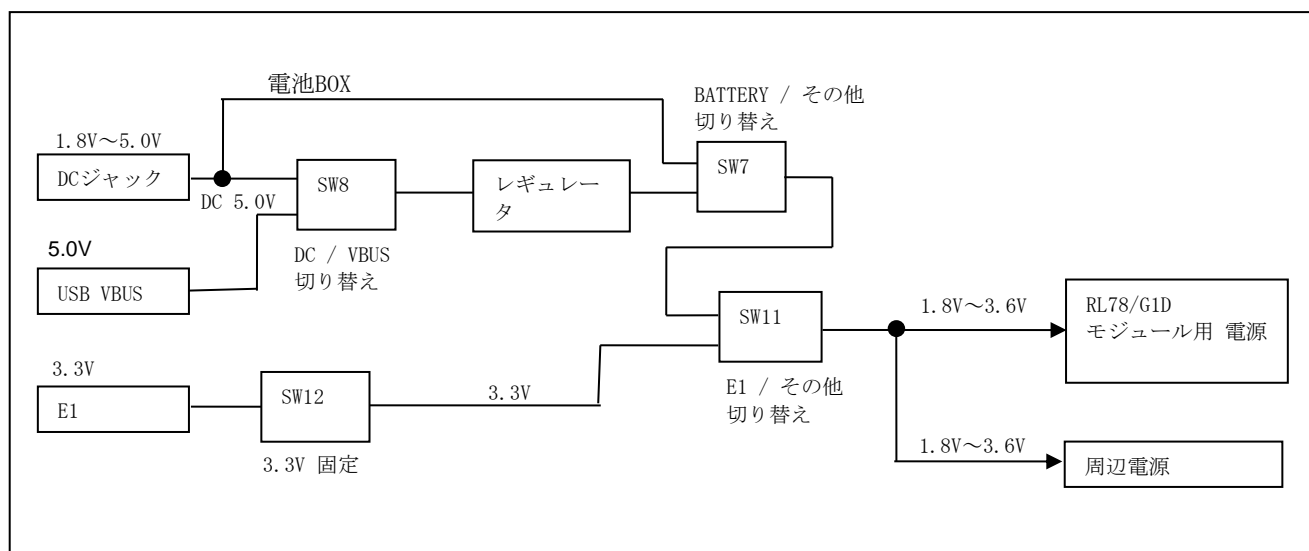 電池BOX
BATTERY / その他
切り替え
1.8V～5.0V
DCジャック
DC 5.0V
SW8
レギュレー
タ
SW7
5.0V
USB VBUS
DC / VBUS
切り替え
3.3V
E1
SW12
3.3V 固定
3.3V
SW11
E1 / その他
切り替え
1.8V～3.6V
RL78/G1D
モジュール用 電源
1.8V～3.6V
周辺電源